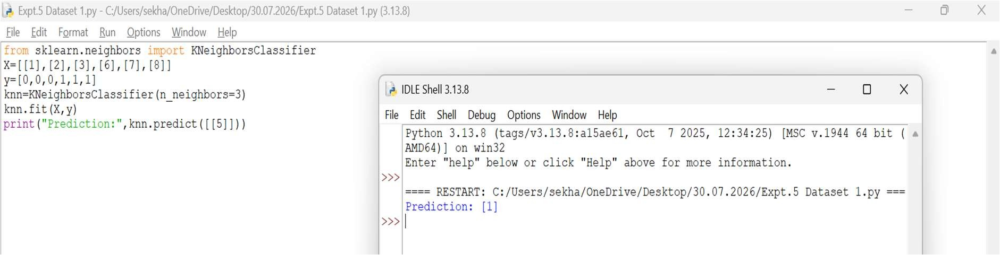 Expt.5 Dataset 1.py - C:/Users/sekha/OneDrive/Desktop/30.07.2026/Expt.5 Dataset 1.py (3.13.8)
File Edit Format Run Options Window Help
from sklearn.neighbors import KNeighborsClassifier
X=[[1],[2],[3],[6],[7],[8]]
y=[0,0,0,1,1,1]
knn=KNeighborsClassifier(n_neighbors=3)
knn.fit(X,y)
print("Prediction:",knn.predict([[5]]))
IDLE Shell 3.13.8
File Edit Shell Debug Options Window Help
Python 3.13.8 (tags/v3.13.8:a15ae61, Oct  7 2025, 12:34:25) [MSC v.1944 64 bit (
AMD64)] on win32
Enter "help" below or click "Help" above for more information.
>>>
==== RESTART: C:/Users/sekha/OneDrive/Desktop/30.07.2026/Expt.5 Dataset 1.py ===
Prediction: [1]
>>>